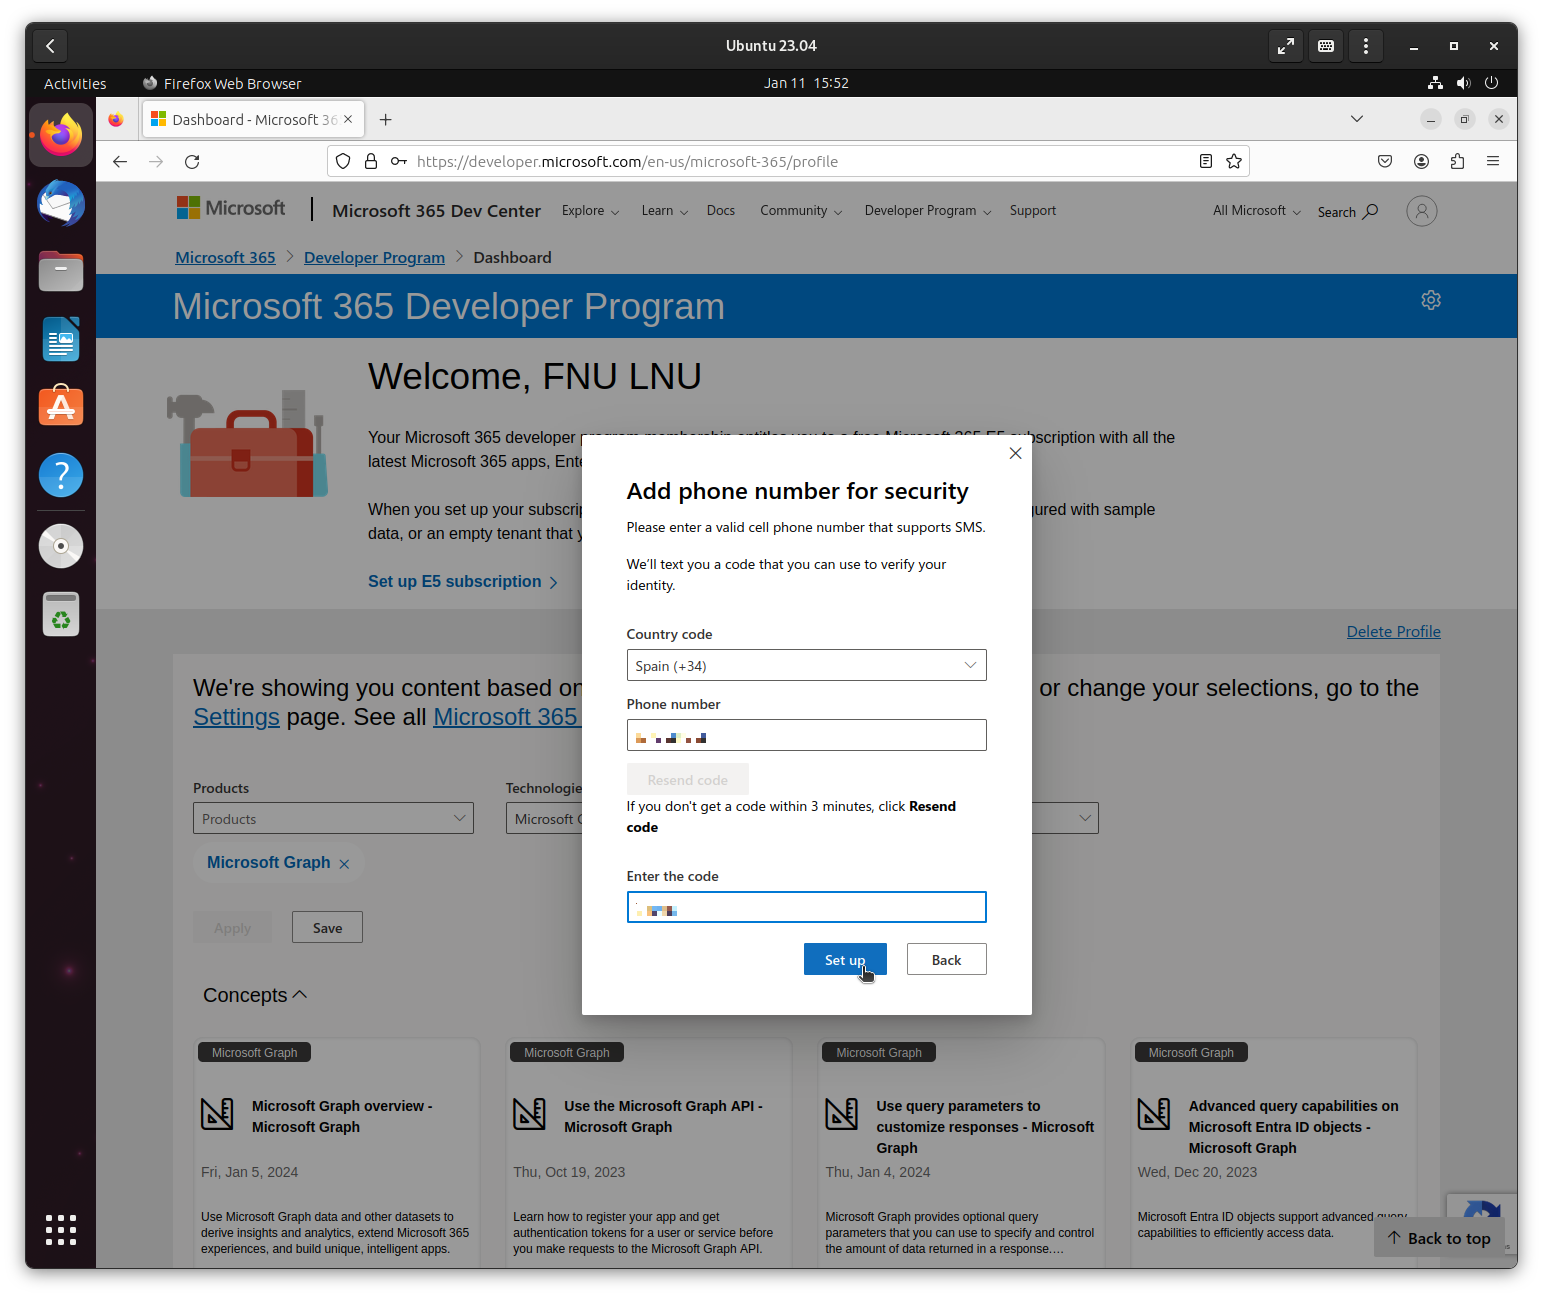 Ubuntu 23.04
Activities
Firefox Web Browser
Jan 11 15:52
Dashboard - Microsoft 36
https://developer.microsoft.com/en-us/microsoft-365/profile
Microsoft
Microsoft 365 Dev Center
Explore
Learn
Docs
Community
Developer Program
Support
All Microsoft
Search
Microsoft 365 > Developer Program > Dashboard
Microsoft 365 Developer Program
Welcome, FNU LNU
Your Microsoft 365 developer program membership entitles you to a free Microsoft 365 E5 subscription with all the
latest Microsoft 365 apps, Ente
When you set up your subscrip
ured with sample
data, or an empty tenant that y
Set up E5 subscription
Add phone number for security
Please enter a valid cell phone number that supports SMS.
We'll text you a code that you can use to verify your
identity.
Country code
Spain (+34)
Phone number
Resend code
If you don't get a code within 3 minutes, click Resend
code
Enter the code
Set up
Back
Delete Profile
We're showing you content based on
or change your selections, go to the
Settings page. See all Microsoft 365
Products
Technologie
Products
Microsoft G
Microsoft Graph
Apply
Save
Concepts
Microsoft Graph
Microsoft Graph overview -
Microsoft Graph
Fri, Jan 5, 2024
Use Microsoft Graph data and other datasets to
derive insights and analytics, extend Microsoft 365
experiences, and build unique, intelligent apps.
Microsoft Graph
Use the Microsoft Graph API -
Microsoft Graph
Thu, Oct 19, 2023
Learn how to register your app and get
authentication tokens for a user or service before
you make requests to the Microsoft Graph API.
Microsoft Graph
Use query parameters to
customize responses - Microsoft
Graph
Thu, Jan 4, 2024
Microsoft Graph provides optional query
parameters that you can use to specify and control
the amount of data returned in a response....
Microsoft Graph
Advanced query capabilities on
Microsoft Entra ID objects -
Microsoft Graph
Wed, Dec 20, 2023
Microsoft Entra ID objects support advanced query
capabilities to efficiently access data.
Back to top